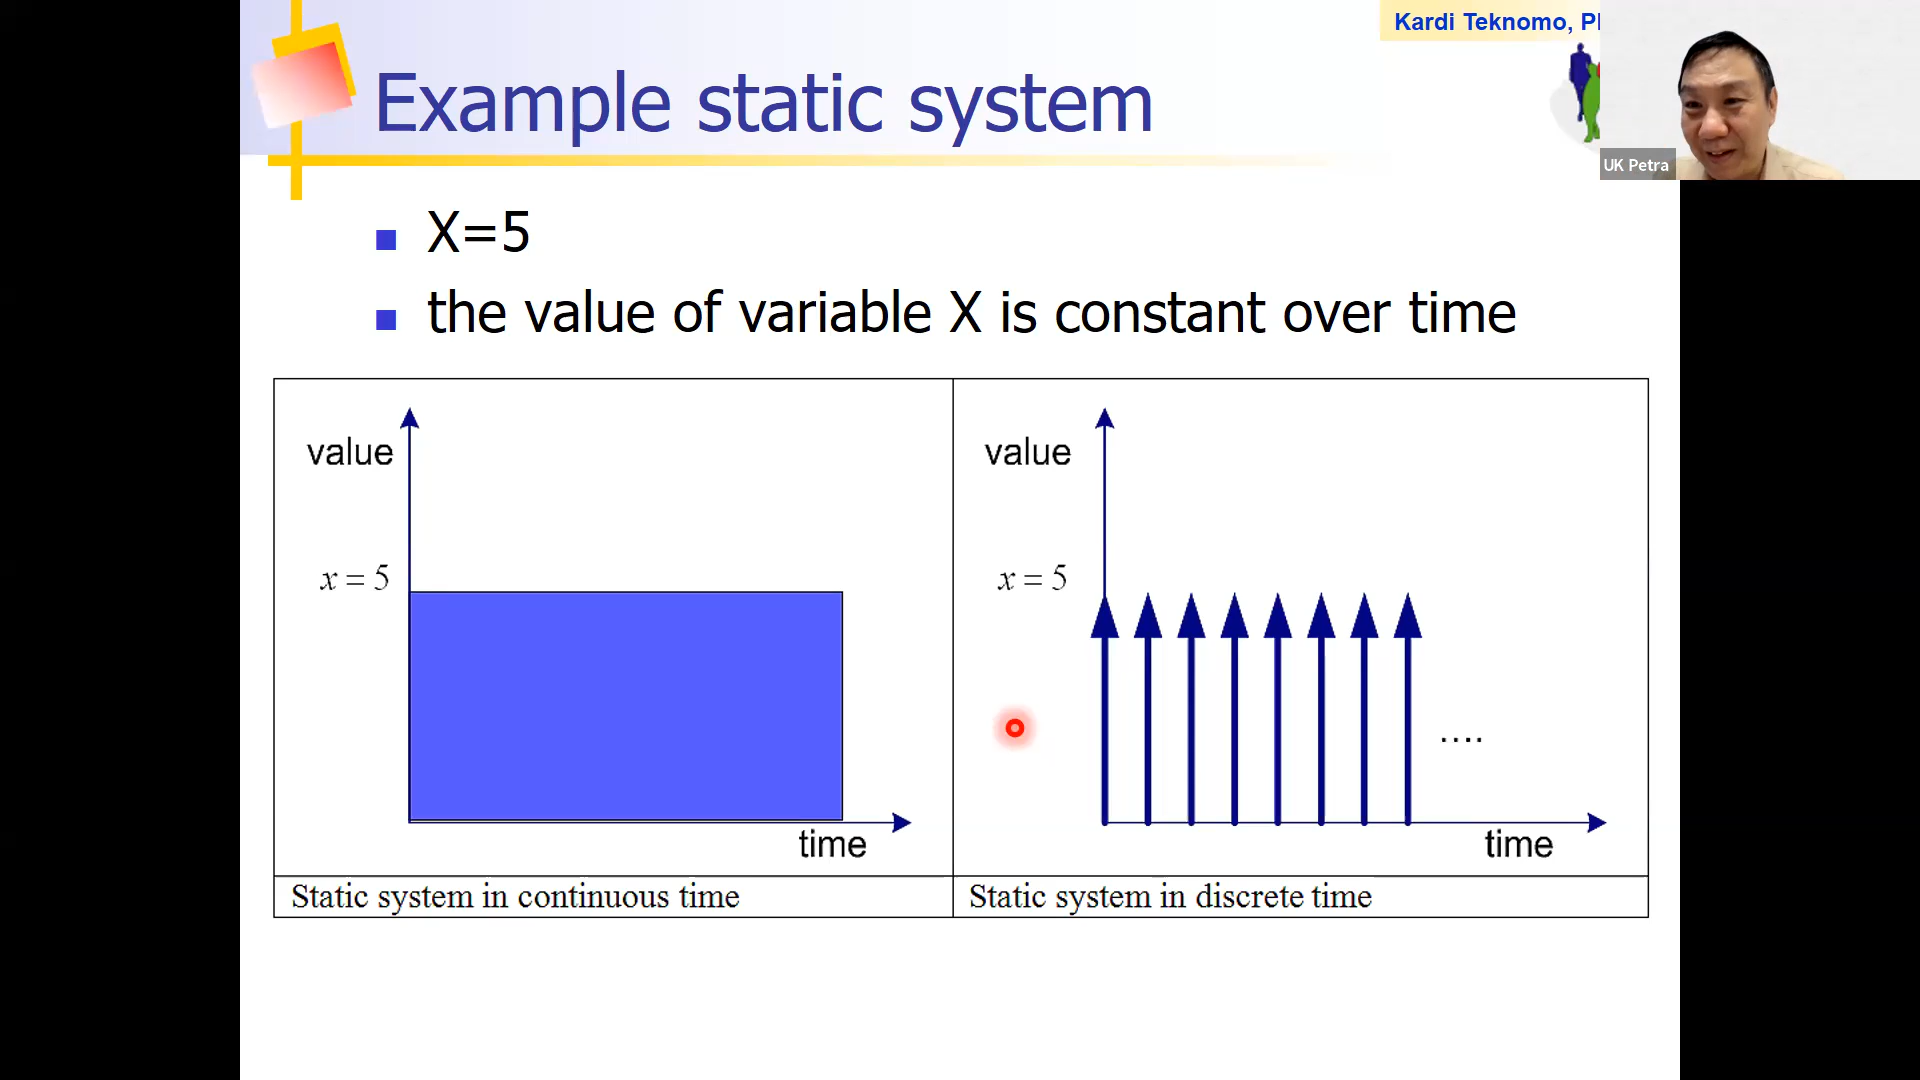 Kardi Teknomo, P
UK Petra
Example static system
X=5
the value of variable X is constant over time
value
x = 5
time
Static system in continuous time
value
x = 5
....
time
Static system in discrete time